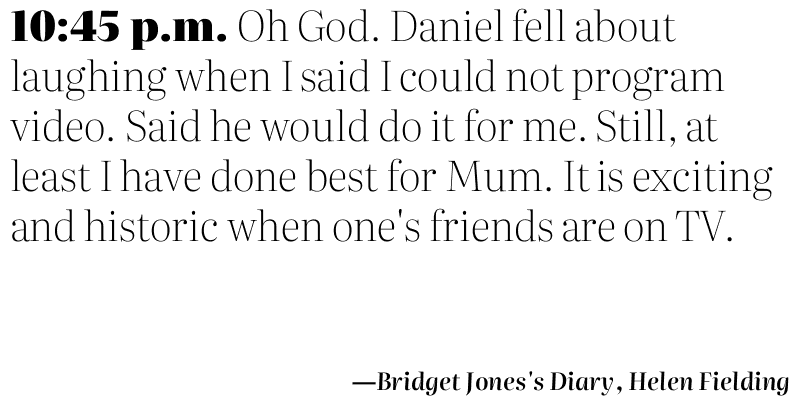 10:45 p.m. Oh God. Daniel fell about
laughing when I said I could not program
video. Said he would do it for me. Still, at
least I have done best for Mum. It is exciting
and historic when one's friends are on TV.
—Bridget Jones's Diary, Helen Fielding